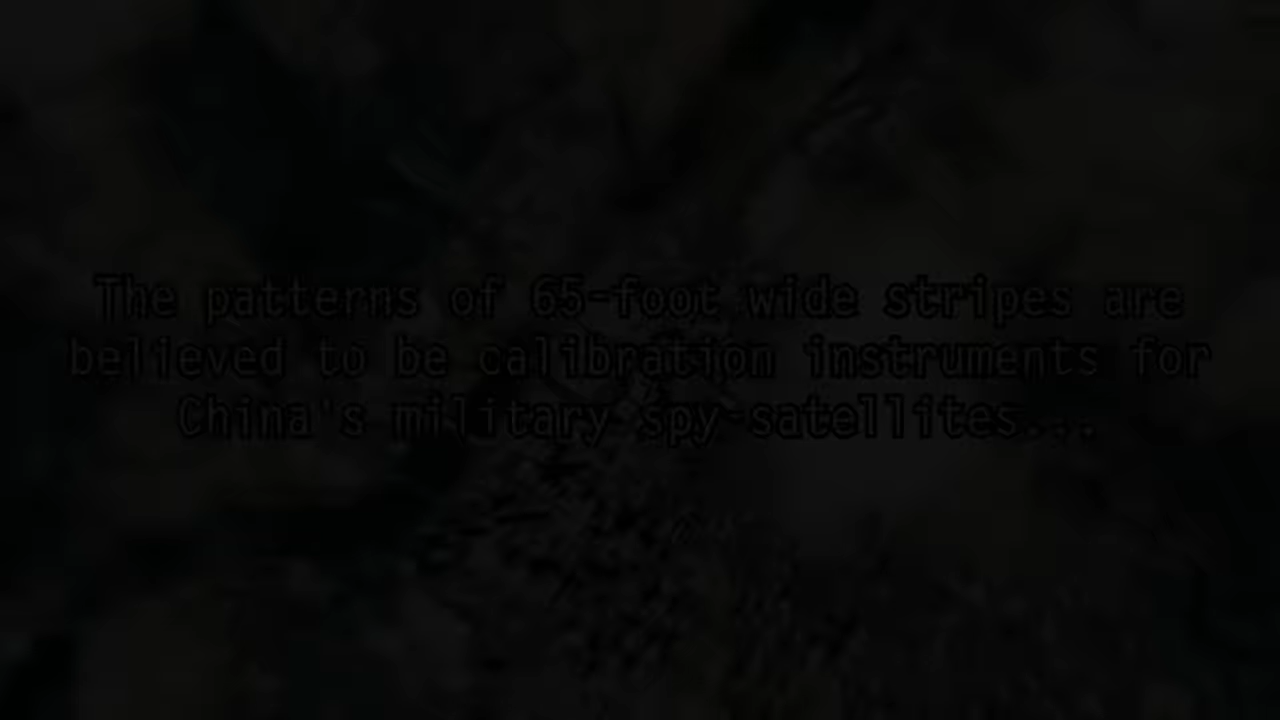 The patterns of 65-foot wide stripes are
believed to be calibration instruments for
China's military spy-satellites...